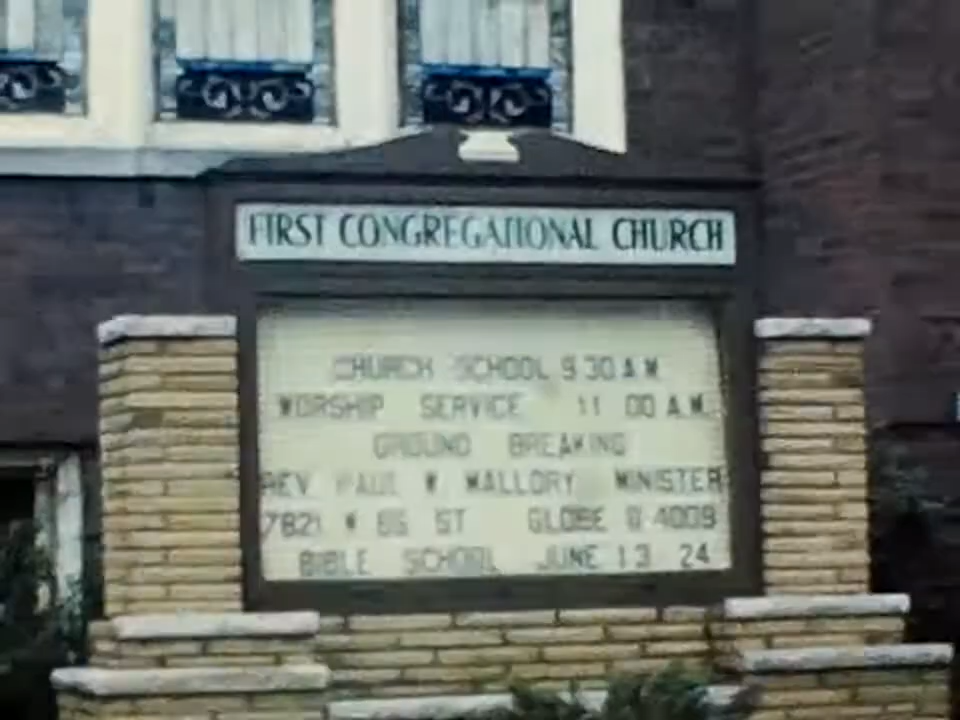 FIRST CONGREGATIONAL CHURCH
CHURCH SCHOOL 9 30 A M
WORSHIP SERVICE 11 00 A.M.
GROUND BREAKING
REV PAUL W MALLORY MINISTER
7821 W ST GLOBE 8 4009
BIBLE SCHOOL JUNE 13 24